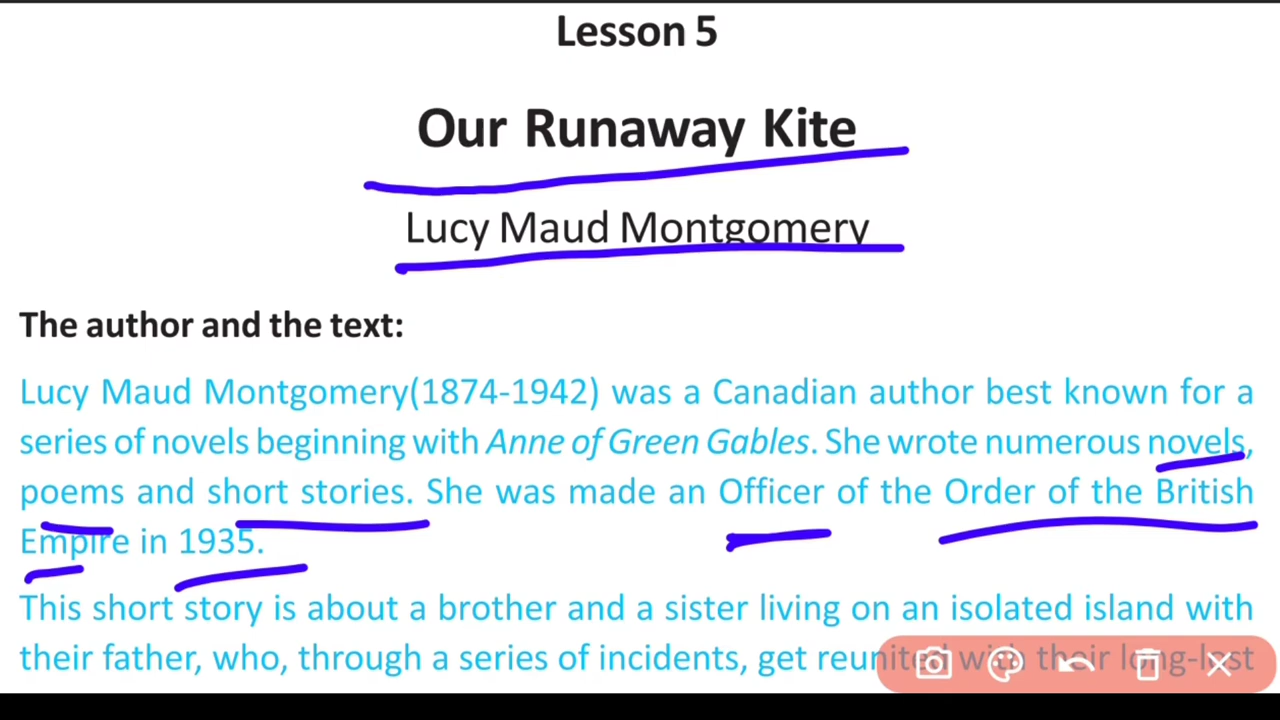 Lesson 5
Our Runaway Kite
Lucy Maud Montgomery
The author and the text:
Lucy Maud Montgomery(1874-1942) was a Canadian author best known for a
series of novels beginning with Anne of Green Gables. She wrote numerous novels,
poems and short stories. She was made an Officer of the Order of the British
Empire in 1935.
This short story is about a brother and a sister living on an isolated island with
their father, who, through a series of incidents, get reunited with their long-lost